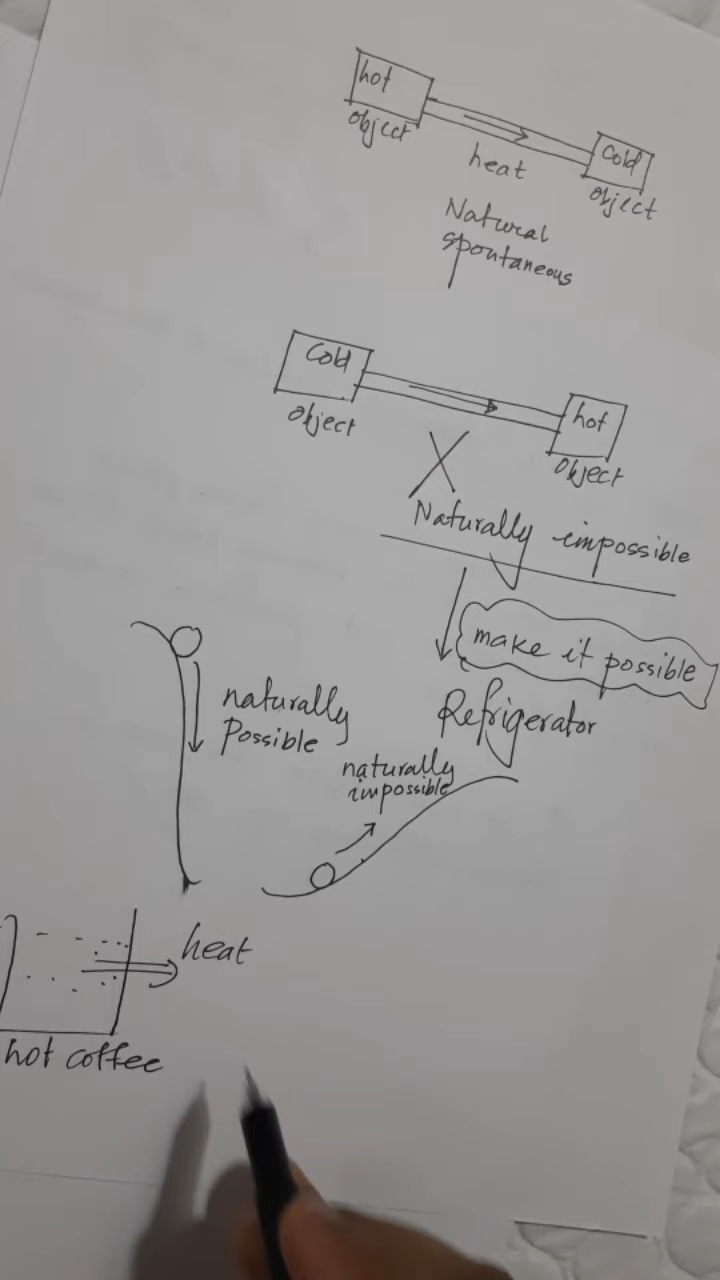 hot
object
heat
Cold
object
Natural
spontaneous
Cold
object
hot
object
Naturally impossible
make it possible
Refrigerator
naturally
Possible
naturally
impossible
heat
hot coffee